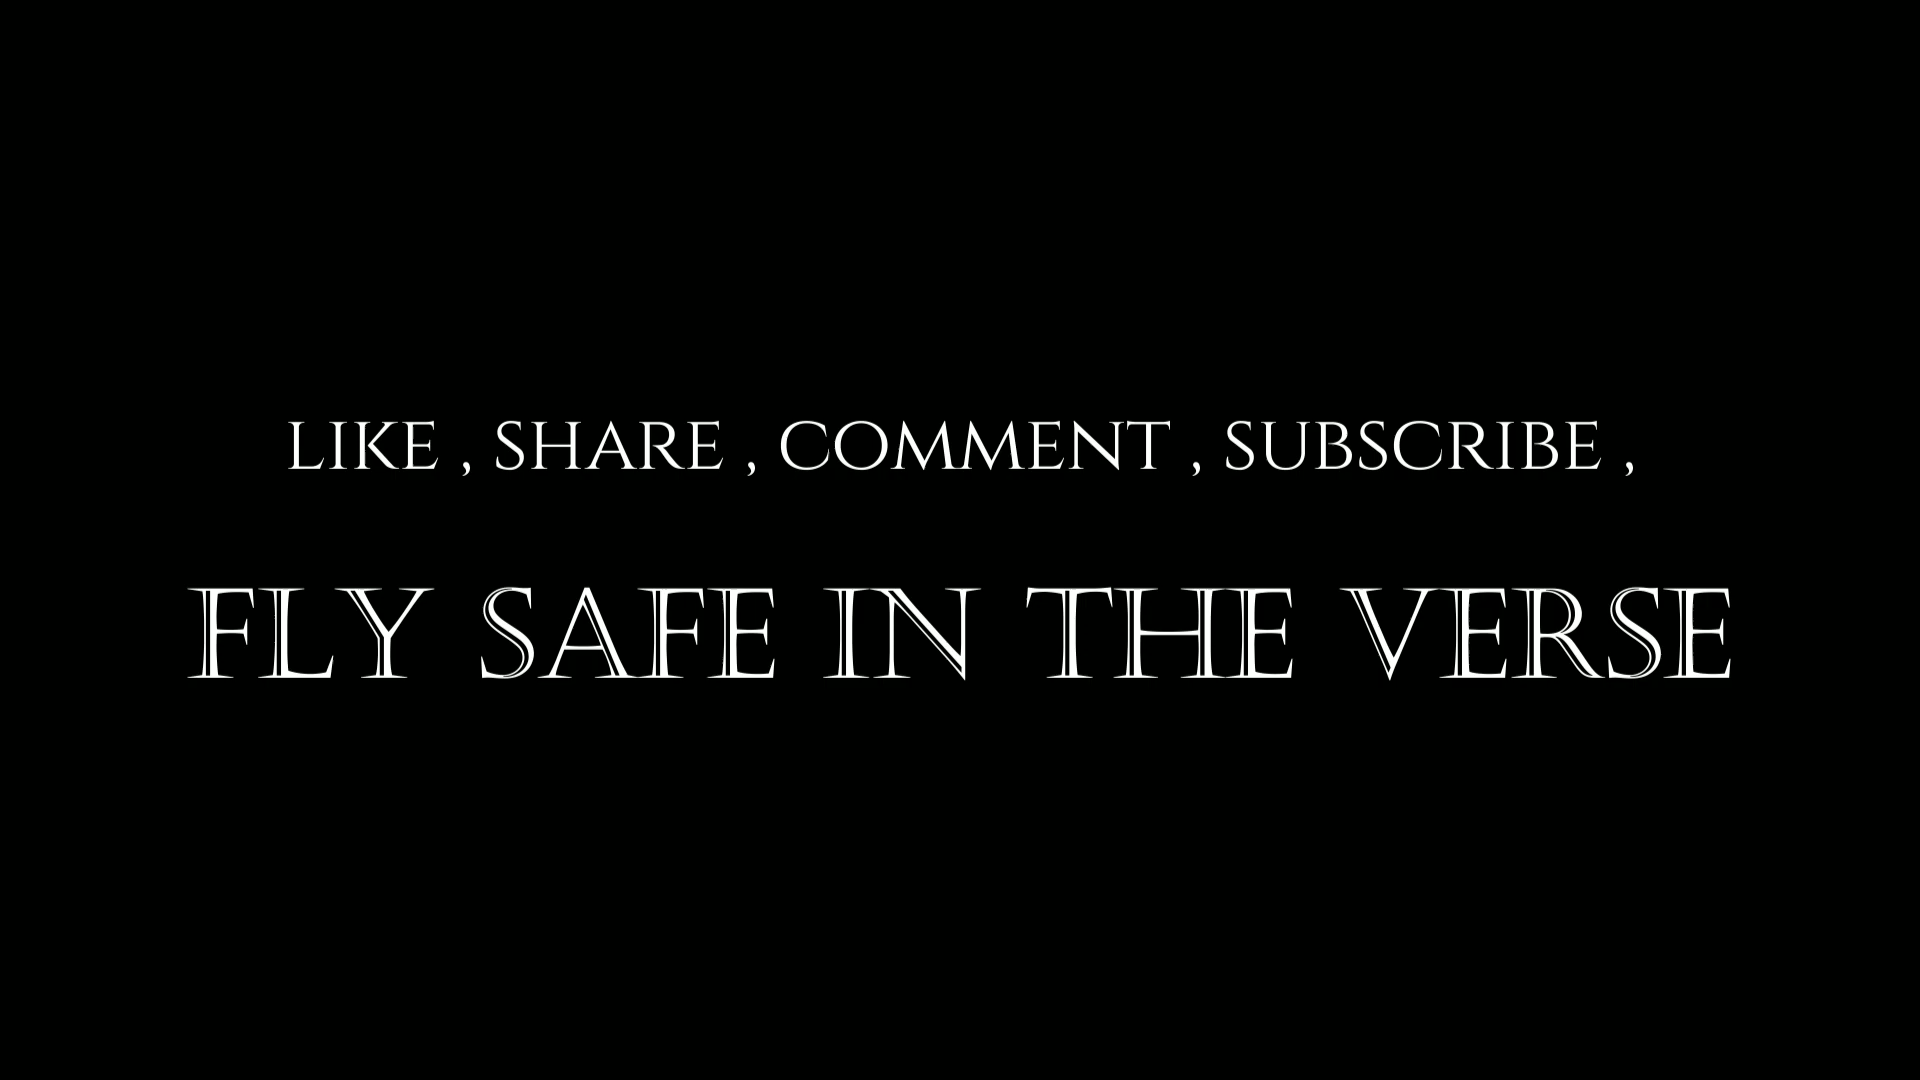 LIKE , SHARE , COMMENT , SUBSCRIBE ,
FLY SAFE IN THE VERSE